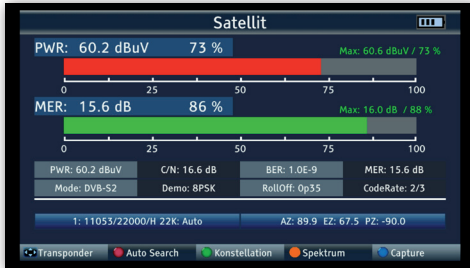 Satellit
PWR: 60.2 dBuV 73 %
Max: 60.6 dBuV / 73 %
0 25 50 75 100
MER: 15.6 dB 86 %
Max: 16.0 dB / 88 %
0 25 50 75 100
PWR: 60.2 dBuV C/N: 16.6 dB BER: 1.0E-9 MER: 15.6 dB
Mode: DVB-S2 Demo: 8PSK RollOff: 0p35 CodeRate: 2/3
1: 11053/22000/H 22K: Auto AZ: 89.9 EZ: 67.5 PZ: -90.0
Transponder Auto Search Konstellation Spektrum Capture